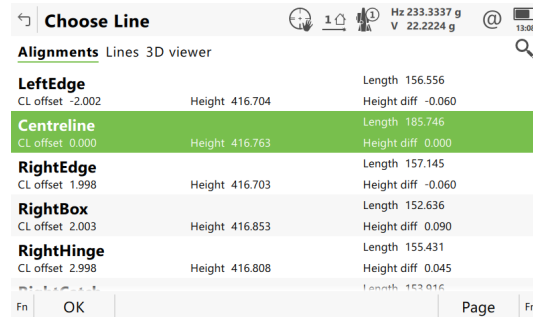 Choose Line
1
1
Hz 233.3337 g
V 22.2224 g
@
13:08
Alignments Lines 3D viewer
LeftEdge
Length 156.556
CL offset -2.002 Height 416.704 Height diff -0.060
Centreline
Length 185.746
CL offset 0.000 Height 416.763 Height diff 0.000
RightEdge
Length 157.145
CL offset 1.998 Height 416.703 Height diff -0.060
RightBox
Length 152.636
CL offset 2.003 Height 416.853 Height diff 0.090
RightHinge
Length 155.431
CL offset 2.998 Height 416.808 Height diff 0.045
Length 153.916
Fn OK Page